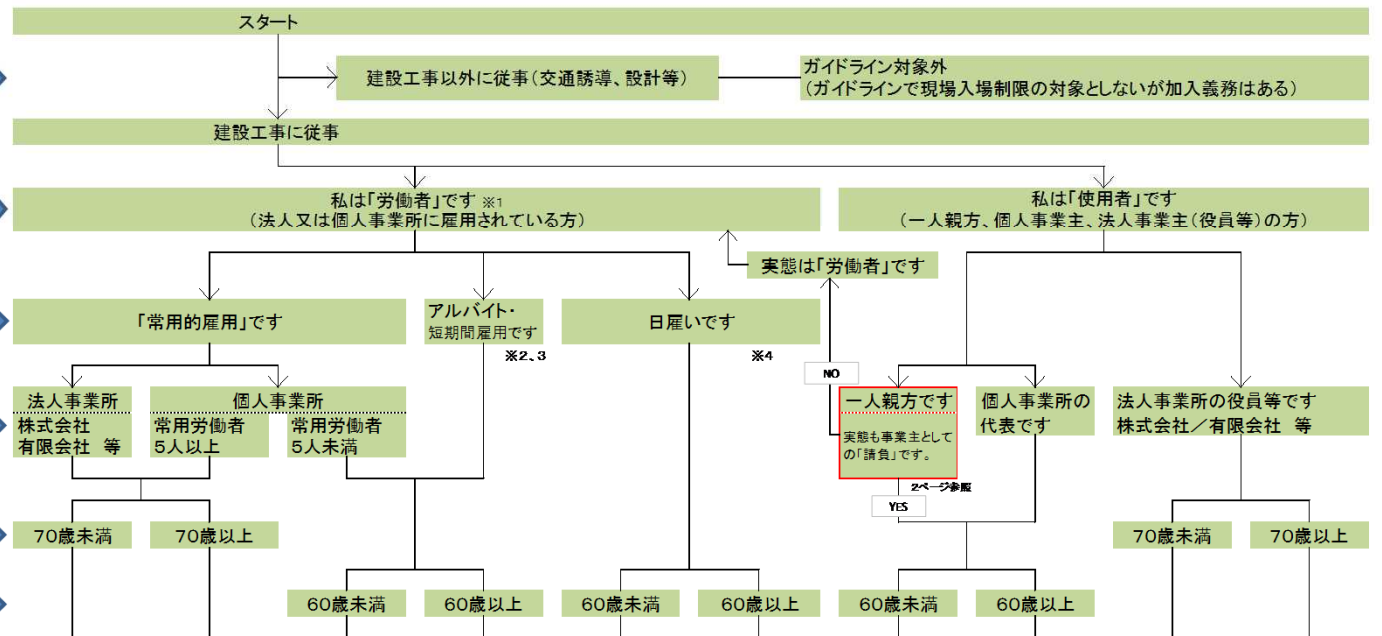 スタート
建設工事以外に従事(交通誘導、設計等)
ガイドライン対象外
(ガイドラインで現場入場制限の対象としないが加入義務はある)
建設工事に従事
私は「労働者」です ※1
(法人又は個人事業所に雇用されている方)
私は「使用者」です
(一人親方、個人事業主、法人事業主(役員等)の方)
実態は「労働者」です
「常用的雇用」です
アルバイト・
短期間雇用です
※2、3
日雇いです
※4
NO
法人事業所
株式会社
有限会社 等
個人事業所
常用労働者
5人以上
常用労働者
5人未満
一人親方です
実態も事業主として
の「請負」です。
2ページ参照
YES
個人事業所の
代表です
法人事業所の役員等です
株式会社/有限会社 等
70歳未満
70歳以上
70歳未満
70歳以上
60歳未満
60歳以上
60歳未満
60歳以上
60歳未満
60歳以上